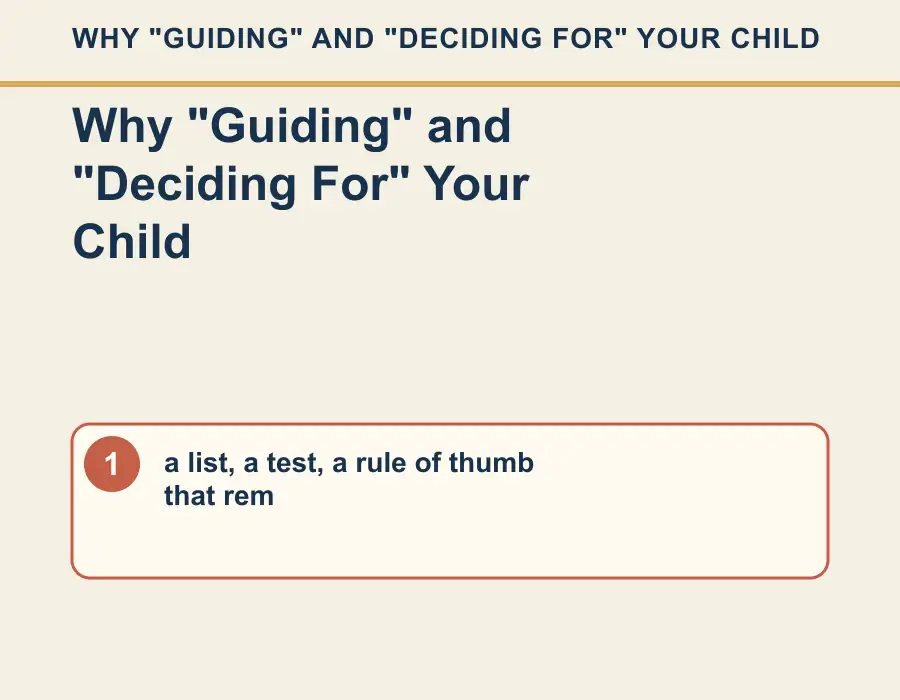 WHY "GUIDING" AND "DECIDING FOR" YOUR CHILD
Why "Guiding" and
"Deciding For" Your
Child
1
a list, a test, a rule of thumb
that rem